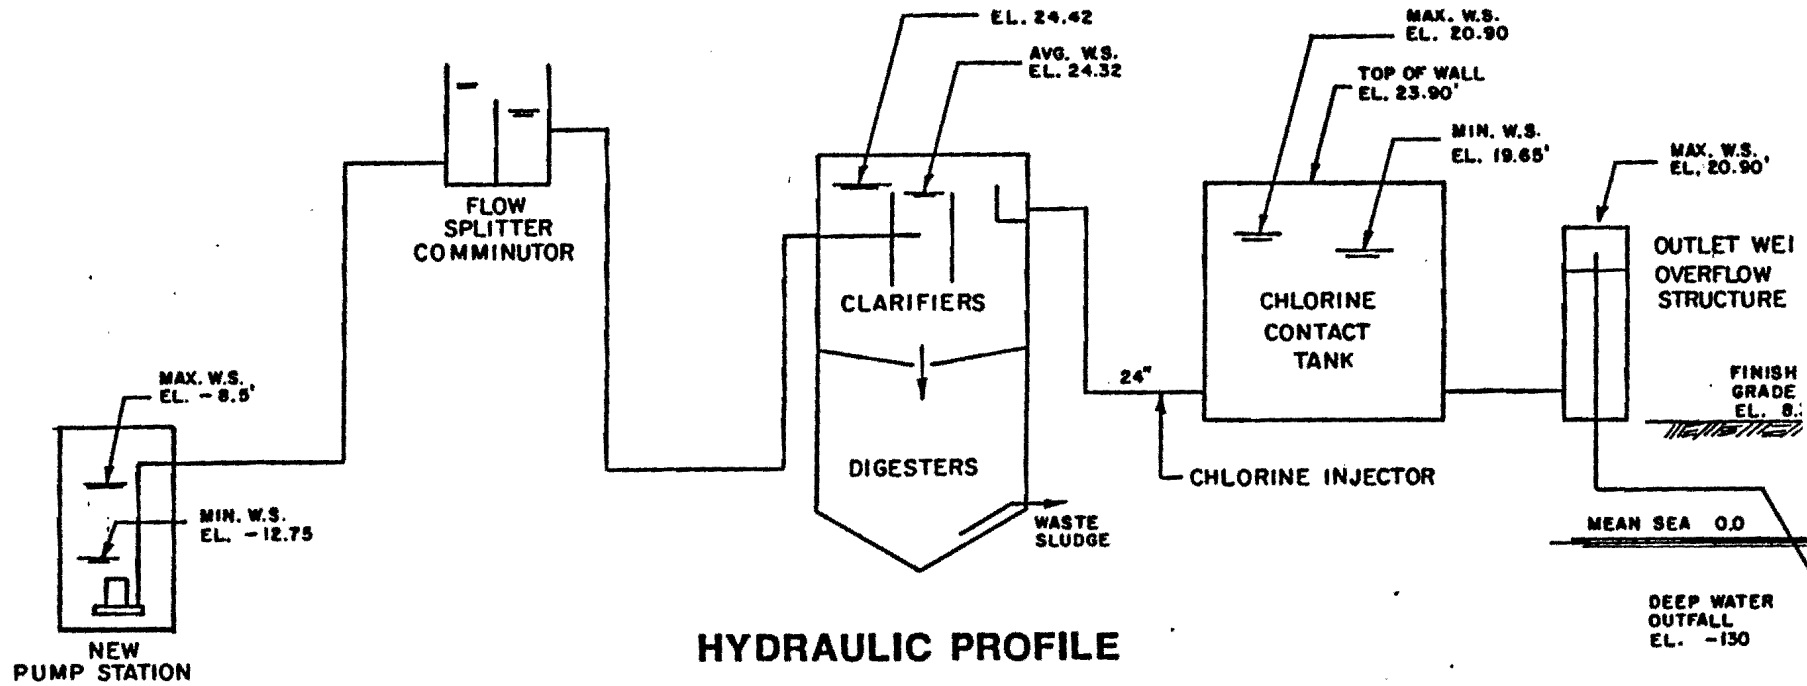 EL. 24.42
AVG. W.S.
EL. 24.32
MAX. W.S.
EL. 20.90
TOP OF WALL
EL. 23.90'
MIN. W.S.
EL. 19.65'
MAX. W.S.
EL. 20.90'
FLOW
SPLITTER
COMMINUTOR
CLARIFIERS
CHLORINE
CONTACT
TANK
OUTLET WEI
OVERFLOW
STRUCTURE
MAX. W.S.
EL. -8.5'
24"
FINISH
GRADE
EL. 8.
DIGESTERS
CHLORINE INJECTOR
MIN. W.S.
EL. -12.75
WASTE
SLUDGE
MEAN SEA 0.0
DEEP WATER
OUTFALL
EL. -130
NEW
PUMP STATION
HYDRAULIC PROFILE